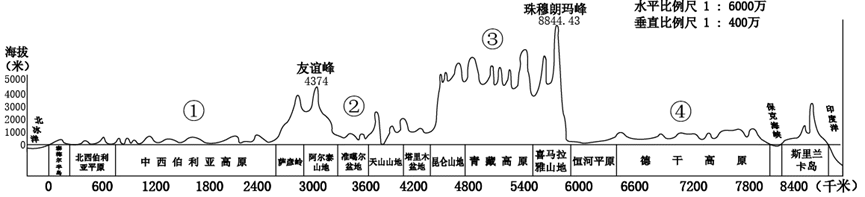 珠穆朗玛峰
8844.43
水平比例尺 1：6000万
垂直比例尺 1：400万
海拔
(米)
5000
4000
3000
2000
1000
0
北冰洋
友谊峰
4374
①
②
③
④
保克海峡
印度洋
北西伯利亚平原
中西伯利亚高原
萨彦岭
阿尔泰山地
准噶尔盆地
天山山地
塔里木盆地
昆仑山地
青藏高原
喜马拉雅山地
恒河平原
德干高原
斯里兰卡岛
0 600 1200 1800 2400 3000 3600 4200 4800 5400 6000 6600 7200 7800 8400 (千米)